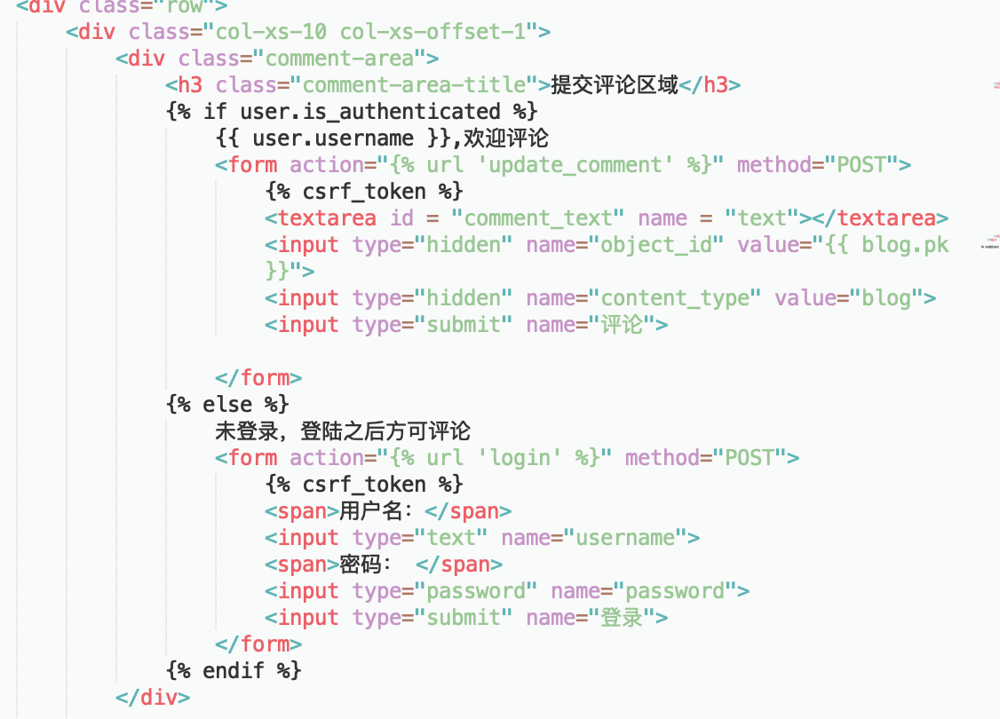 <div class="row">
<div class="col-xs-10 col-xs-offset-1">
<div class="comment-area">
<h3 class="comment-area-title">提交评论区域</h3>
{% if user.is_authenticated %}
{{ user.username }},欢迎评论
<form action="{% url 'update_comment' %}" method="POST">
{% csrf_token %}
<textarea id = "comment_text" name = "text"></textarea>
<input type="hidden" name="object_id" value="{{ blog.pk
}}">
<input type="hidden" name="content_type" value="blog">
<input type="submit" name="评论">
</form>
{% else %}
未登录，登陆之后方可评论
<form action="{% url 'login' %}" method="POST">
{% csrf_token %}
<span>用户名：</span>
<input type="text" name="username">
<span>密码： </span>
<input type="password" name="password">
<input type="submit" name="登录">
</form>
{% endif %}
</div>